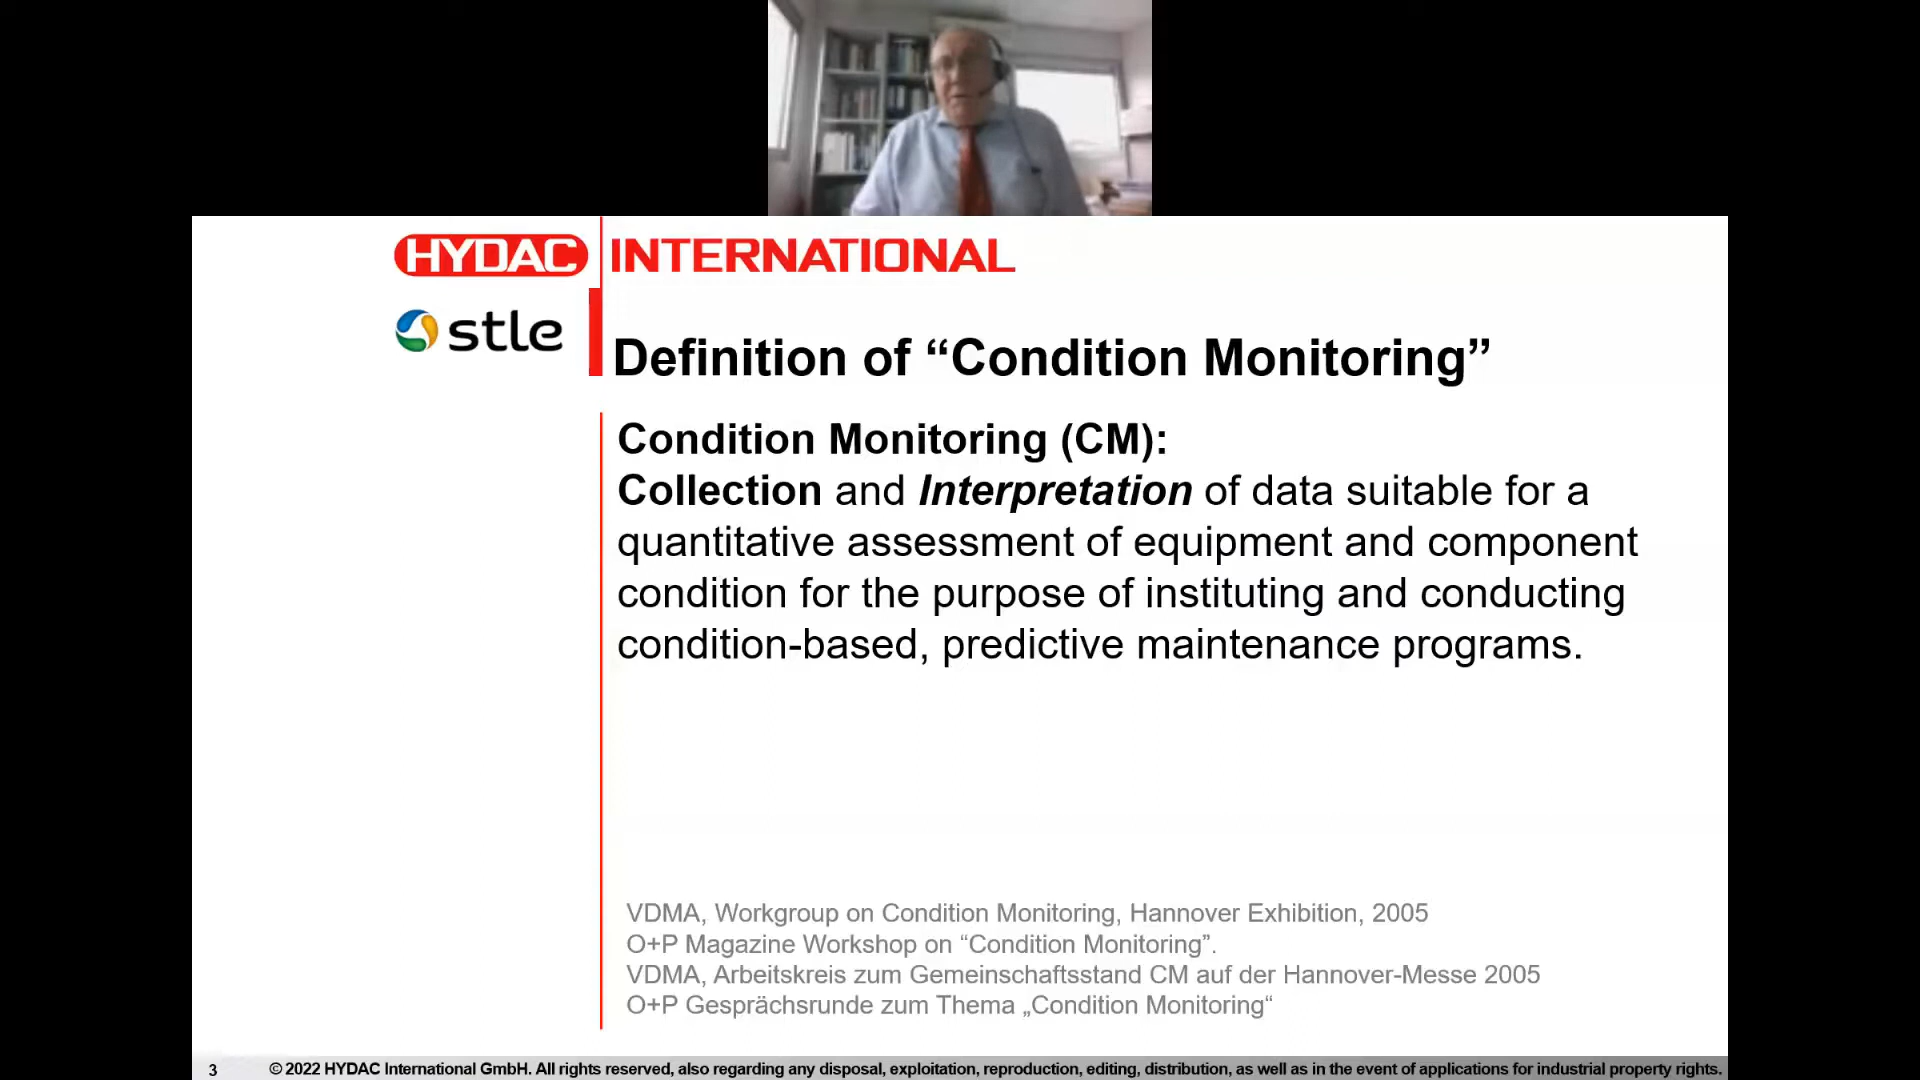 HYDAC INTERNATIONAL
stle
Definition of “Condition Monitoring”
Condition Monitoring (CM):
Collection and Interpretation of data suitable for a
quantitative assessment of equipment and component
condition for the purpose of instituting and conducting
condition-based, predictive maintenance programs.
VDMA, Workgroup on Condition Monitoring, Hannover Exhibition, 2005
O+P Magazine Workshop on “Condition Monitoring”.
VDMA, Arbeitskreis zum Gemeinschaftsstand CM auf der Hannover-Messe 2005
O+P Gesprächsrunde zum Thema „Condition Monitoring“
3 © 2022 HYDAC International GmbH. All rights reserved, also regarding any disposal, exploitation, reproduction, editing, distribution, as well as in the event of applications for industrial property rights.